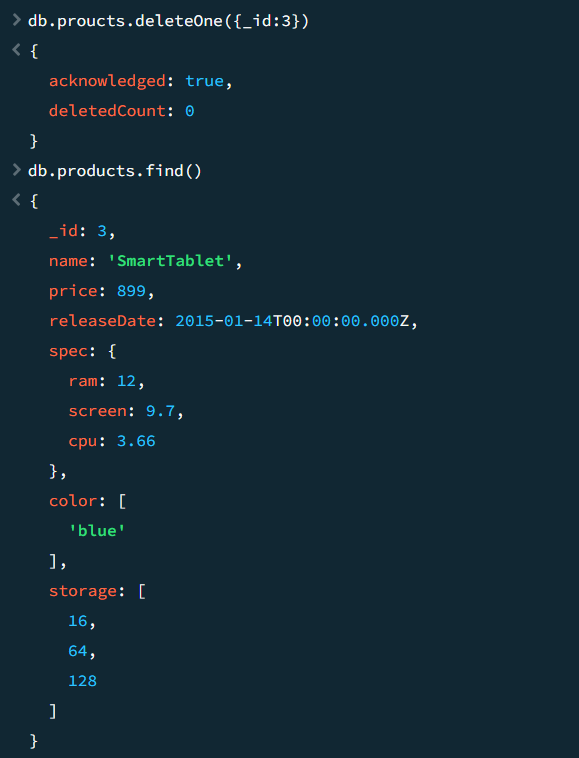 > db.proucts.deleteOne({_id:3})
< {
acknowledged: true,
deletedCount: 0
}
> db.products.find()
< {
_id: 3,
name: 'SmartTablet',
price: 899,
releaseDate: 2015-01-14T00:00:00.000Z,
spec: {
ram: 12,
screen: 9.7,
cpu: 3.66
},
color: [
'blue'
],
storage: [
16,
64,
128
]
}